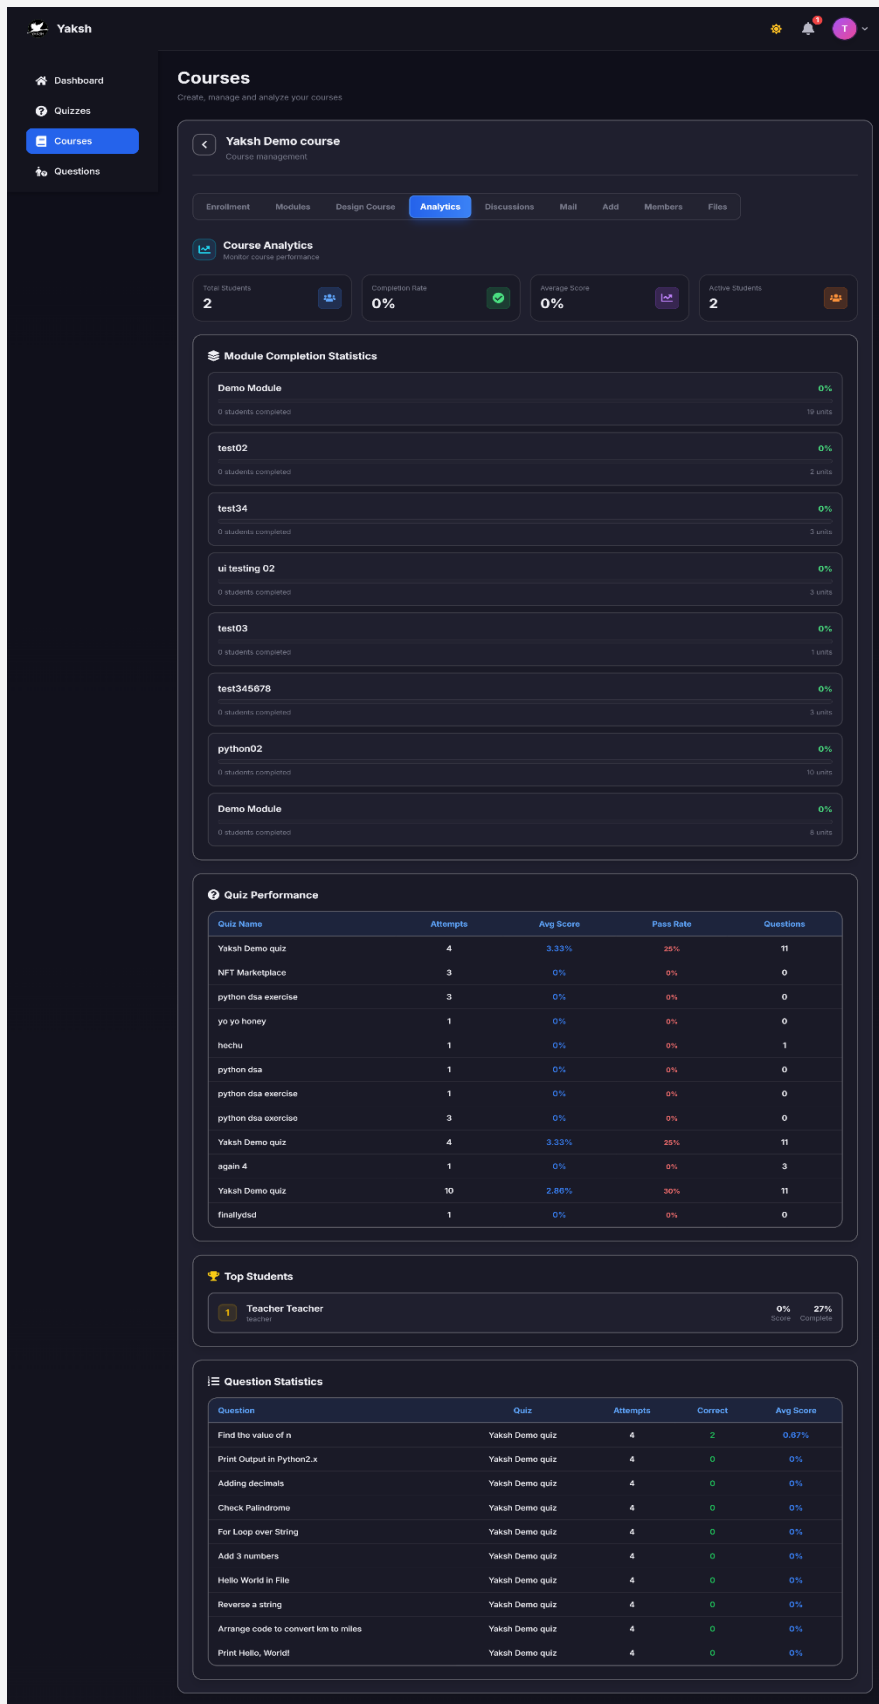 Yaksh
1
T
Dashboard
Quizzes
Courses
Questions
Courses
Create, manage and analyze your courses
Yaksh Demo course
Course management
Enrollment Modules Design Course Analytics Discussions Mail Add Members Files
Course Analytics
Monitor course performance
Total Students
2
Completion Rate
0%
Average Score
0%
Active Students
2
Module Completion Statistics
Demo Module 0%
0 students completed 19 units
test02 0%
0 students completed 2 units
test34 0%
0 students completed 3 units
ui testing 02 0%
0 students completed 3 units
test03 0%
0 students completed 1 units
test345678 0%
0 students completed 3 units
python02 0%
0 students completed 10 units
Demo Module 0%
0 students completed 8 units
Quiz Performance
Quiz Name Attempts Avg Score Pass Rate Questions
Yaksh Demo quiz 4 3.33% 25% 11
NFT Marketplace 3 0% 0% 0
python dsa exercise 3 0% 0% 0
yo yo honey 1 0% 0% 0
hechu 1 0% 0% 1
python dsa 1 0% 0% 0
python dsa exercise 1 0% 0% 0
python dsa exercise 3 0% 0% 0
Yaksh Demo quiz 4 3.33% 25% 11
again 4 1 0% 0% 3
Yaksh Demo quiz 10 2.86% 30% 11
finallydsd 1 0% 0% 0
Top Students
1 Teacher Teacher 0% 27%
teacher Score Complete
Question Statistics
Question Quiz Attempts Correct Avg Score
Find the value of n Yaksh Demo quiz 4 2 0.67%
Print Output in Python2.x Yaksh Demo quiz 4 0 0%
Adding decimals Yaksh Demo quiz 4 0 0%
Check Palindrome Yaksh Demo quiz 4 0 0%
For Loop over String Yaksh Demo quiz 4 0 0%
Add 3 numbers Yaksh Demo quiz 4 0 0%
Hello World in File Yaksh Demo quiz 4 0 0%
Reverse a string Yaksh Demo quiz 4 0 0%
Arrange code to convert km to miles Yaksh Demo quiz 4 0 0%
Print Hello, World! Yaksh Demo quiz 4 0 0%